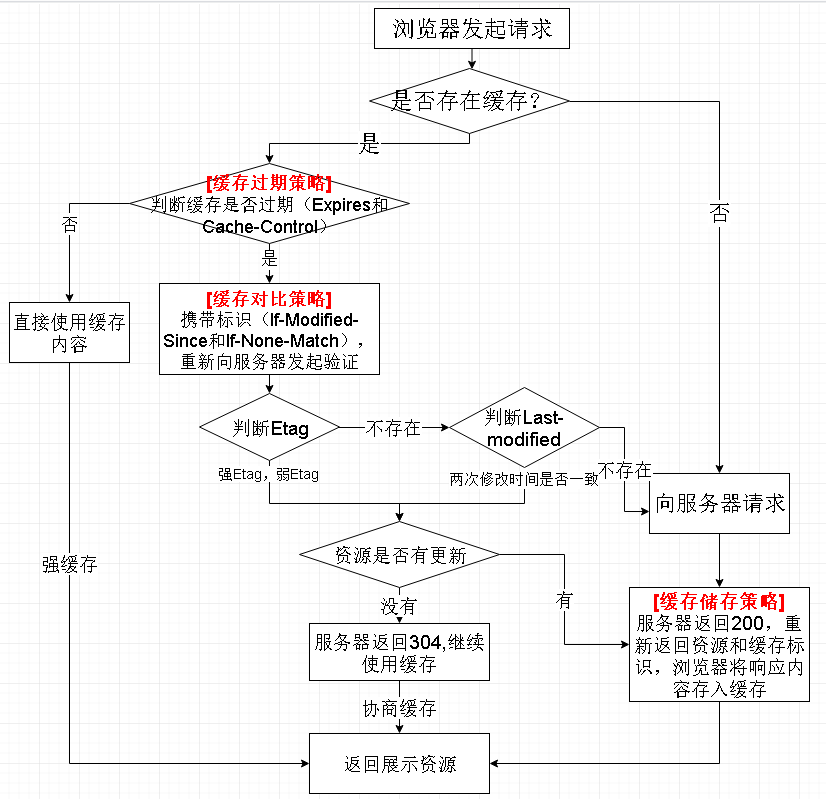 浏览器发起请求
是否存在缓存？
是
[缓存过期策略]
判断缓存是否过期（Expires和
Cache-Control）
否
否
是
直接使用缓存
内容
[缓存对比策略]
携带标识（If-Modified-
Since和If-None-Match），
重新向服务器发起验证
判断Etag
不存在
判断Last-
modified
强Etag，弱Etag
两次修改时间是否一致
不存在
向服务器请求
资源是否有更新
强缓存
没有
有
[缓存储存策略]
服务器返回200，重
新返回资源和缓存标
识，浏览器将响应内
容存入缓存
服务器返回304,继续
使用缓存
协商缓存
返回展示资源